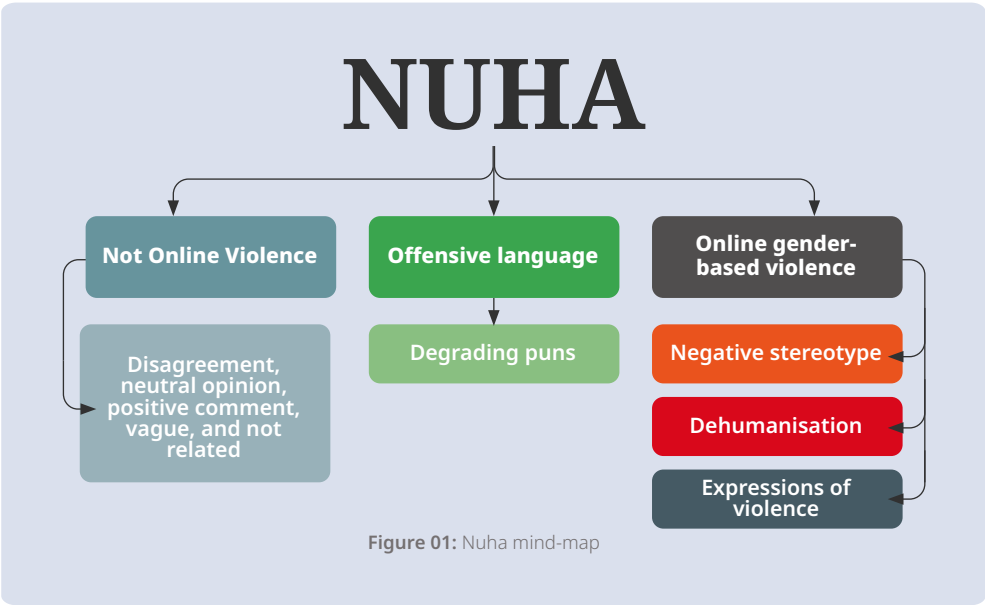 NUHA
Not Online Violence
Disagreement,
neutral opinion,
positive comment,
vague, and not
related
Offensive language
Degrading puns
Online gender-
based violence
Negative stereotype
Dehumanisation
Expressions of
violence
Figure 01: Nuha mind-map